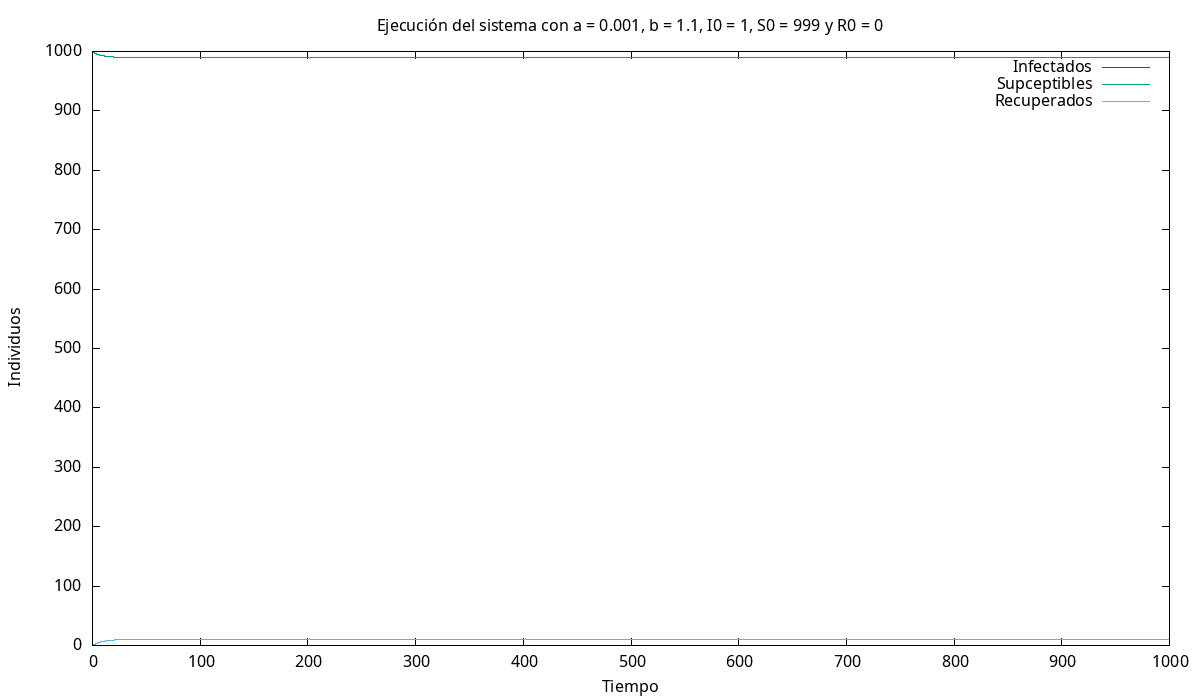 Ejecución del sistema con a = 0.001, b = 1.1, I0 = 1, S0 = 999 y R0 = 0
1000
900
800
700
600
500
400
300
200
100
0
Individuos
Infectados
Supceptibles
Recuperados
0 100 200 300 400 500 600 700 800 900 1000
Tiempo